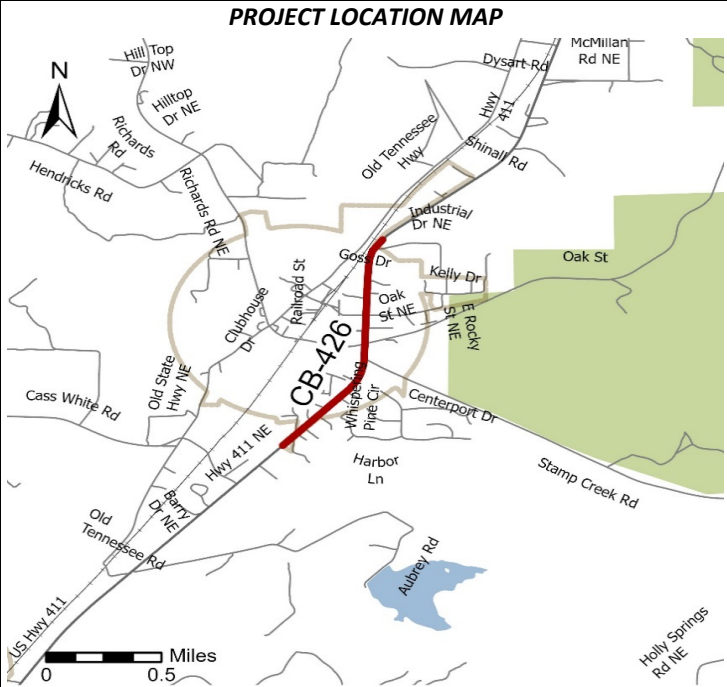 PROJECT LOCATION MAP
McMillan
Rd NE
Hill Top
Dr NW
Dysart Rd
N
Hilltop
Dr NE
Hwy
411
Richards
Rd
Old Tennessee
Hwy
Shinall Rd
Hendricks Rd
Richards Rd NE
Industrial
Dr NE
Goss Dr
Oak St
Kelly Dr
Railroad St
Oak
St NE
E Rocky
St NE
Clubhouse
Dr
CB-426
Old State
Hwy NE
Whispering
Pine Cir
Cass White Rd
Centerport Dr
Hwy 411 NE
Harbor
Ln
Stamp Creek Rd
Barry
Dr NE
Old
Tennessee Rd
Aubrey Rd
US Hwy 411
Holly Springs
Rd NE
Miles
0 0.5